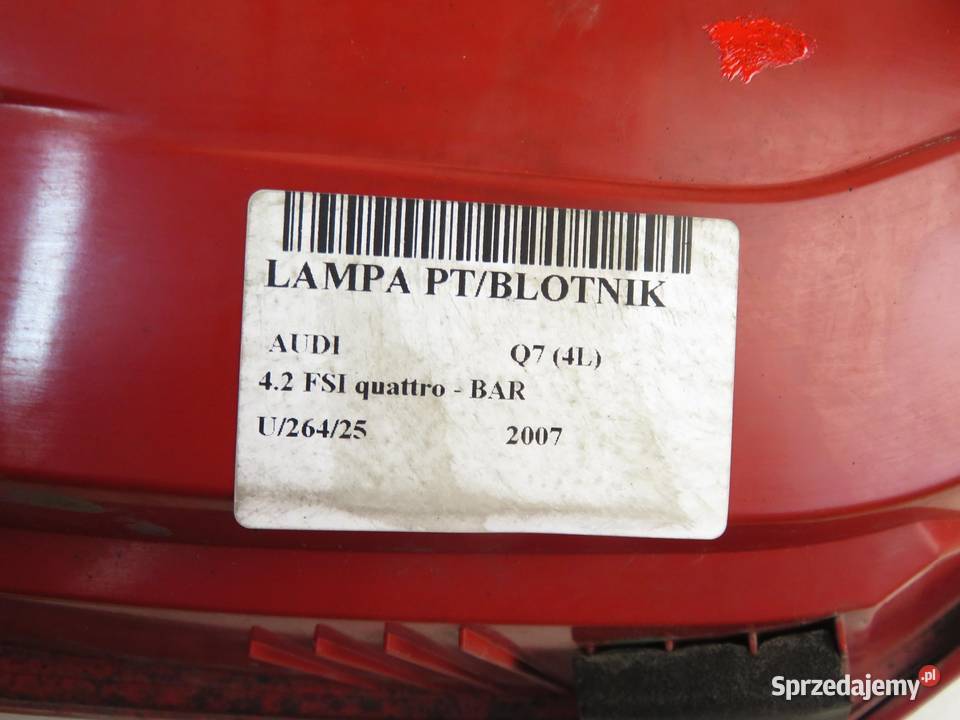 LAMPA PT/BLOTNIK
AUDI Q7 (4L)
4.2 FSI quattro - BAR
U/264/25 2007
Sprzedajemy.pl